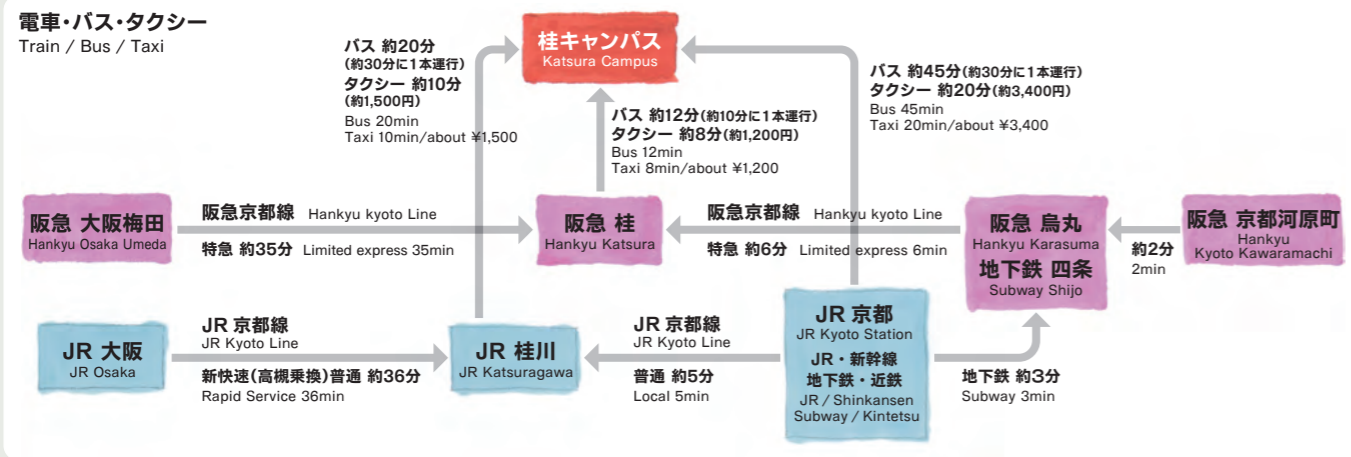 電車・バス・タクシー
Train / Bus / Taxi
バス 約20分
(約30分に1本運行)
タクシー 約10分
(約1,500円)
Bus 20min
Taxi 10min/about ¥1,500
桂キャンパス
Katsura Campus
バス 約12分(約10分に1本運行)
タクシー 約8分(約1,200円)
Bus 12min
Taxi 8min/about ¥1,200
バス 約45分(約30分に1本運行)
タクシー 約20分(約3,400円)
Bus 45min
Taxi 20min/about ¥3,400
阪急 大阪梅田
Hankyu Osaka Umeda
阪急京都線 Hankyu kyoto Line
特急 約35分 Limited express 35min
阪急 桂
Hankyu Katsura
阪急京都線 Hankyu kyoto Line
特急 約6分 Limited express 6min
阪急 烏丸
Hankyu Karasuma
地下鉄 四条
Subway Shijo
約2分
2min
阪急 京都河原町
Hankyu
Kyoto Kawaramachi
JR 大阪
JR Osaka
JR 京都線
JR Kyoto Line
新快速(高槻乗換)普通 約36分
Rapid Service 36min
JR 桂川
JR Katsuragawa
JR 京都線
JR Kyoto Line
普通 約5分
Local 5min
JR 京都
JR Kyoto Station
JR・新幹線
地下鉄・近鉄
JR / Shinkansen
Subway / Kintetsu
地下鉄 約3分
Subway 3min